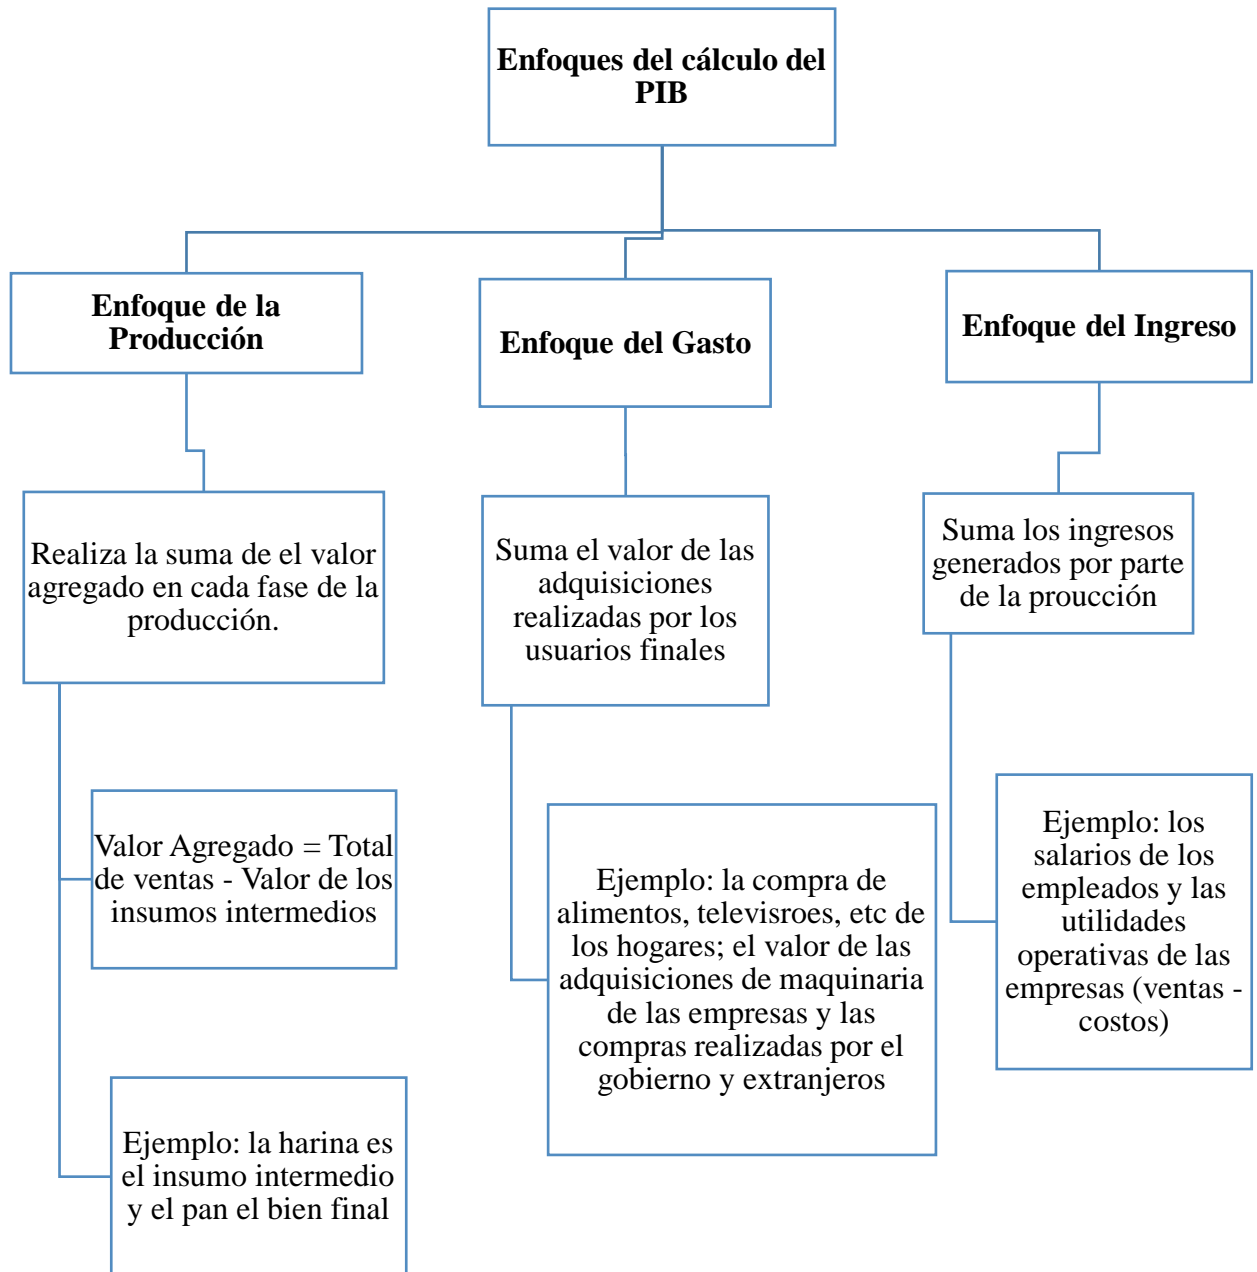 Enfoques del cálculo del
PIB
Enfoque de la
Producción
Realiza la suma de el valor
agregado en cada fase de la
producción.
Valor Agregado = Total
de ventas - Valor de los
insumos intermedios
Ejemplo: la harina es
el insumo intermedio
y el pan el bien final
Enfoque del Gasto
Suma el valor de las
adquisiciones
realizadas por los
usuarios finales
Ejemplo: la compra de
alimentos, televisroes, etc de
los hogares; el valor de las
adquisiciones de maquinaria
de las empresas y las
compras realizadas por el
gobierno y extranjeros
Enfoque del Ingreso
Suma los ingresos
generados por parte
de la proucción
Ejemplo: los
salarios de los
empleados y las
utilidades
operativas de las
empresas (ventas -
costos)